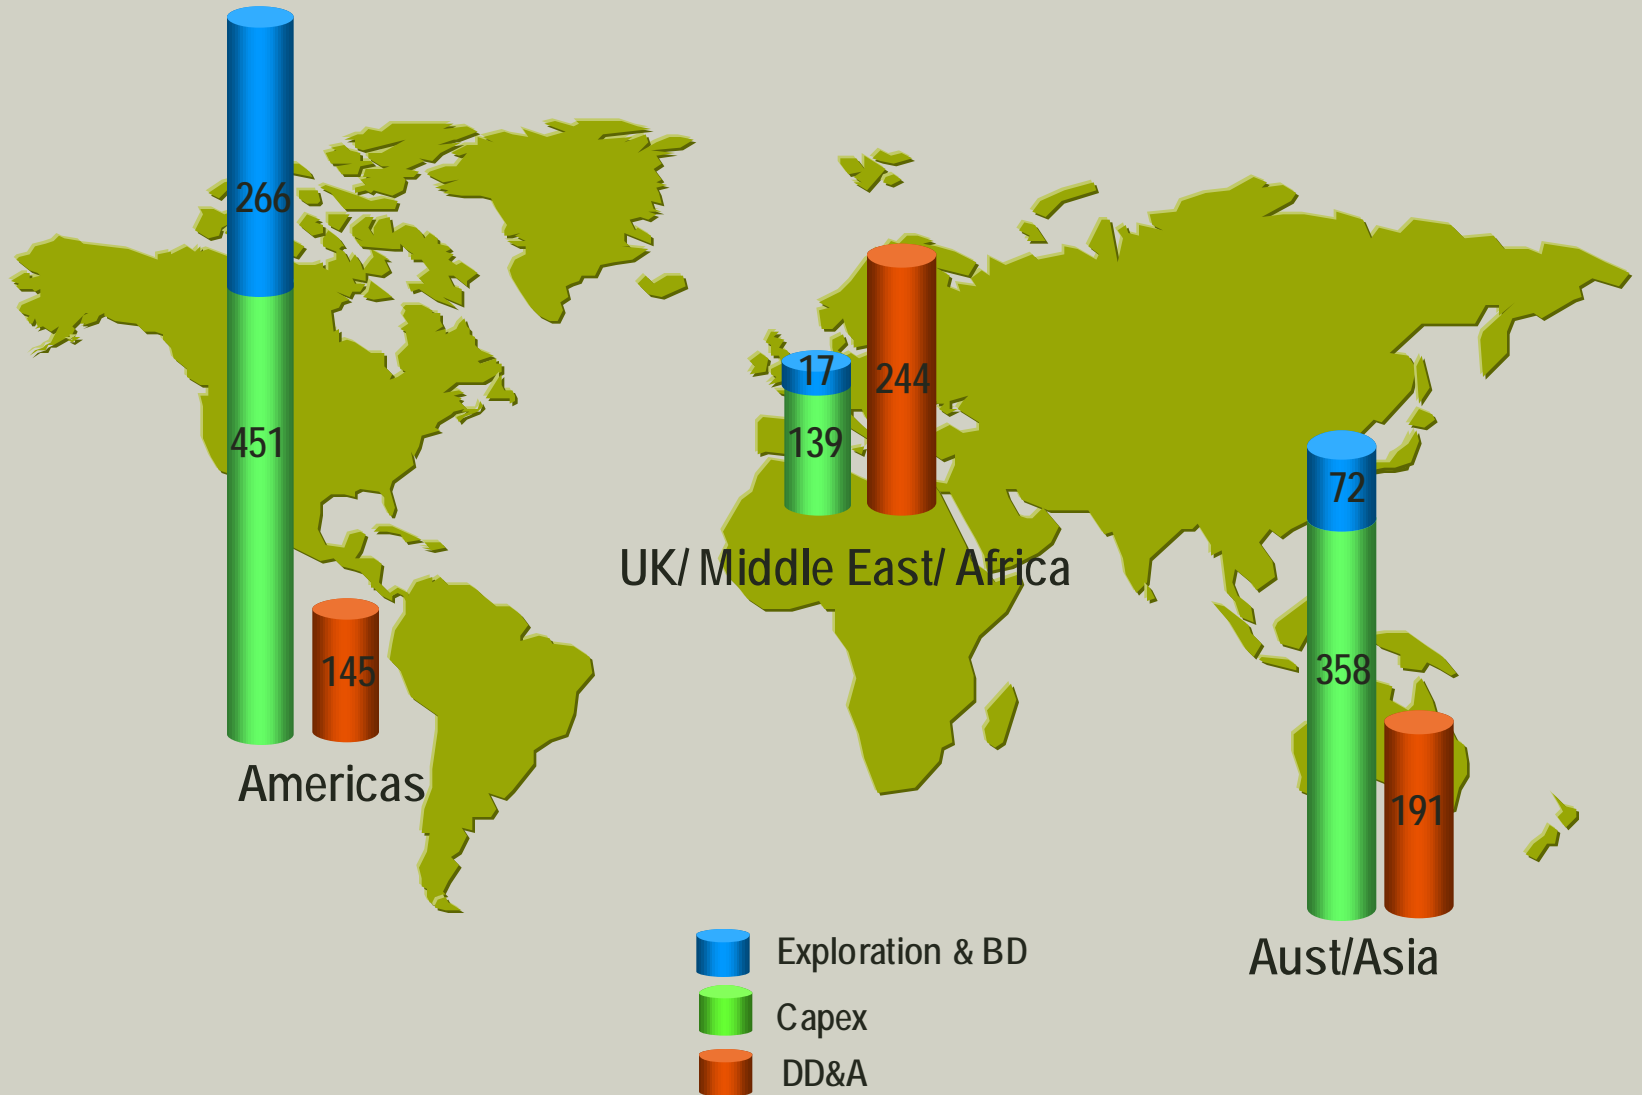 266
451
145
Americas
17
139
244
UK/ Middle East/ Africa
72
358
191
Aust/Asia
Exploration & BD
Capex
DD&A